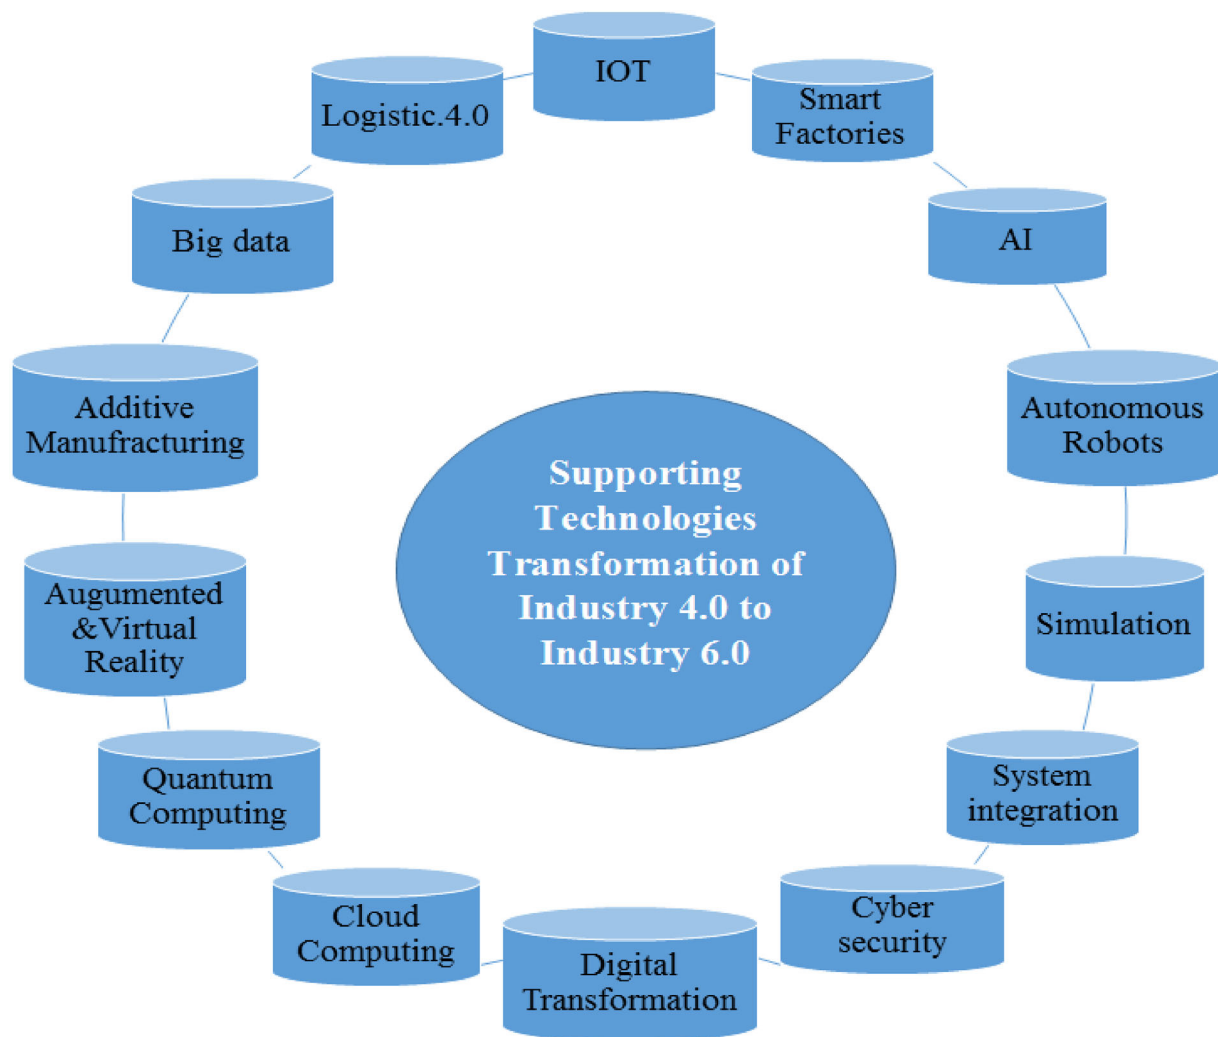 IOT
Smart
Factories
AI
Autonomous
Robots
Simulation
System
integration
Cyber
security
Digital
Transformation
Cloud
Computing
Quantum
Computing
Augumented
&Virtual
Reality
Additive
Manufracturing
Big data
Logistic.4.0
Supporting
Technologies
Transformation of
Industry 4.0 to
Industry 6.0